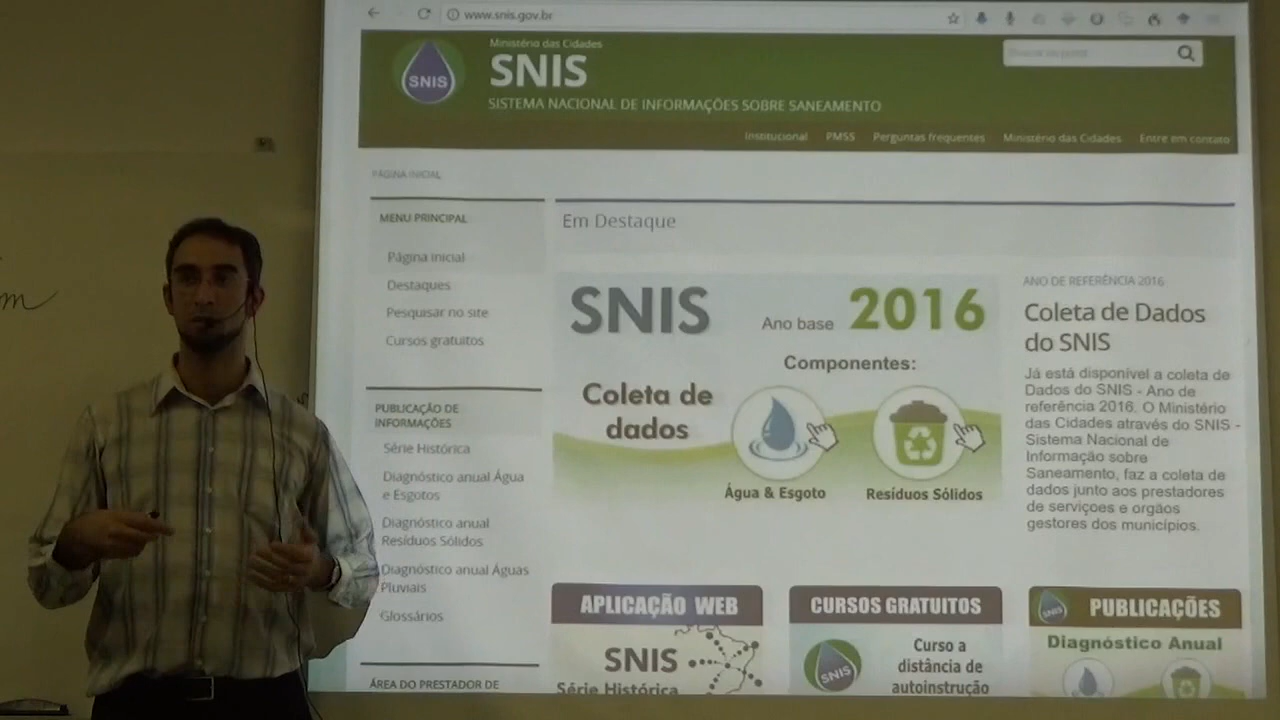 www.snis.gov.br
Ministério das Cidades
SNIS
SNIS
SISTEMA NACIONAL DE INFORMAÇÕES SOBRE SANEAMENTO
Institucional PMSS Perguntas frequentes Ministério das Cidades Entre em contato
PÁGINA INICIAL
MENU PRINCIPAL
Página inicial
Destaques
Pesquisar no site
Cursos gratuitos
PUBLICAÇÃO DE
INFORMAÇÕES
Série Histórica
Diagnóstico anual Água
e Esgotos
Diagnóstico anual
Resíduos Sólidos
Diagnóstico anual Águas
Pluviais
Glossários
ÁREA DO PRESTADOR DE
Em Destaque
SNIS
Ano base 2016
Componentes:
Coleta de
dados
Água & Esgoto
Resíduos Sólidos
ANO DE REFERÊNCIA 2016
Coleta de Dados
do SNIS
Já está disponível a coleta de
Dados do SNIS - Ano de
referência 2016. O Ministério
das Cidades através do SNIS -
Sistema Nacional de
Informação sobre
Saneamento, faz a coleta de
dados junto aos prestadores
de serviçoes e orgãos
gestores dos municípios.
APLICAÇÃO WEB
SNIS
Série Histórica
CURSOS GRATUITOS
SNIS
Curso a
distância de
autoinstrução
SNIS
PUBLICAÇÕES
Diagnóstico Anual